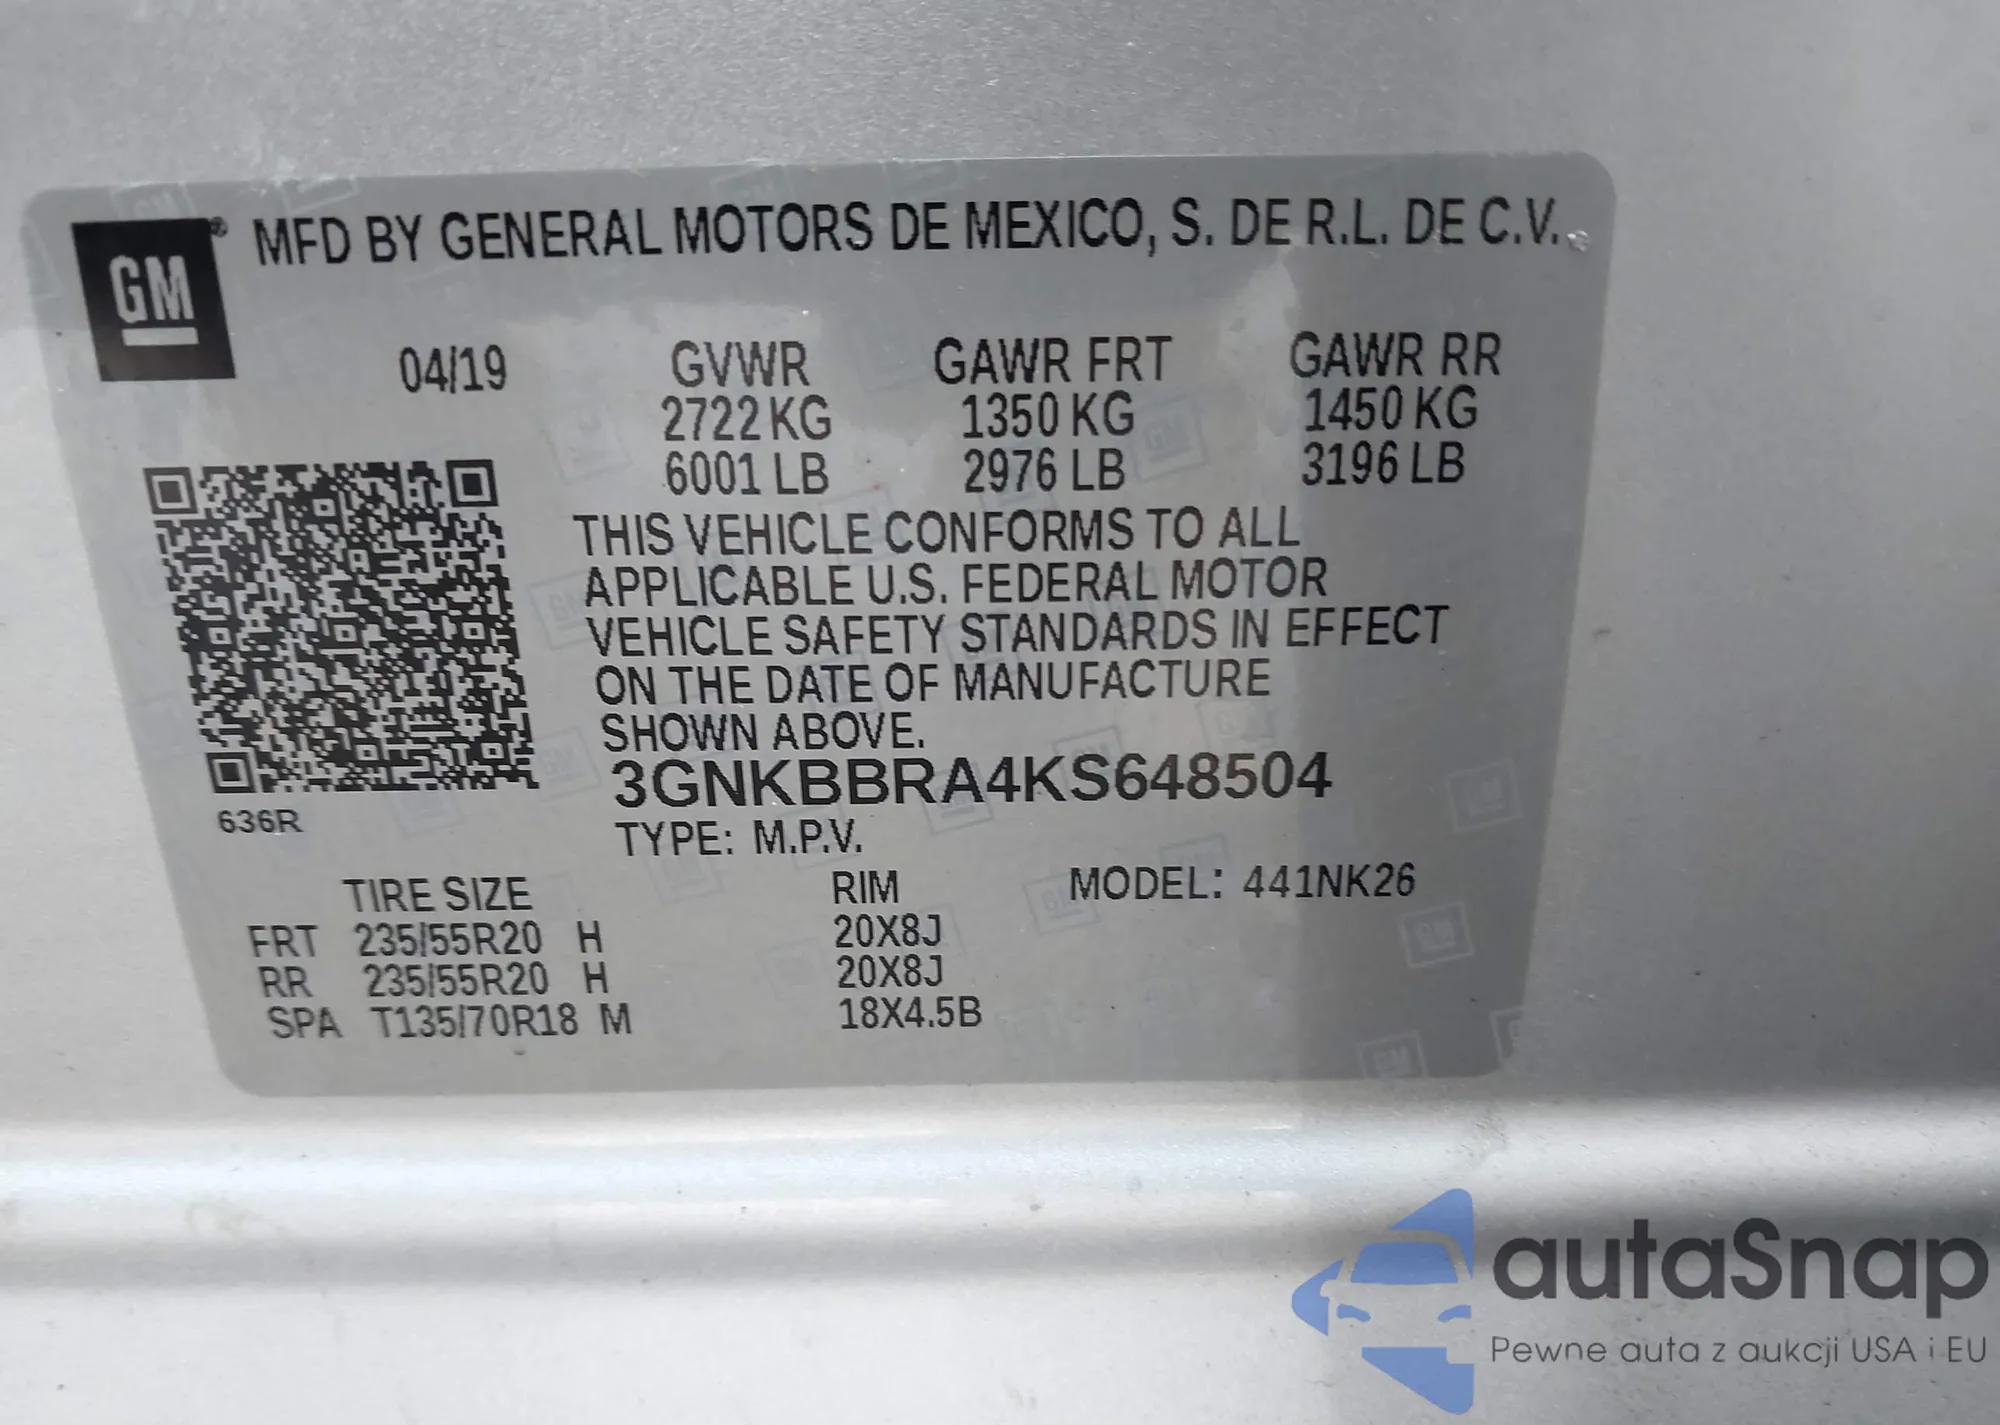 GM® MFD BY GENERAL MOTORS DE MEXICO, S. DE R.L. DE C.V.
04/19 GVWR GAWR FRT GAWR RR
2722 KG 1350 KG 1450 KG
6001 LB 2976 LB 3196 LB
THIS VEHICLE CONFORMS TO ALL
APPLICABLE U.S. FEDERAL MOTOR
VEHICLE SAFETY STANDARDS IN EFFECT
ON THE DATE OF MANUFACTURE
SHOWN ABOVE.
3GNKBBRA4KS648504
636R
TYPE: M.P.V.
TIRE SIZE RIM MODEL: 441NK26
FRT 235/55R20 H 20X8J
RR 235/55R20 H 20X8J
SPA T135/70R18 M 18X4.5B
autaSnap
Pewne auta z aukcji USA i EU